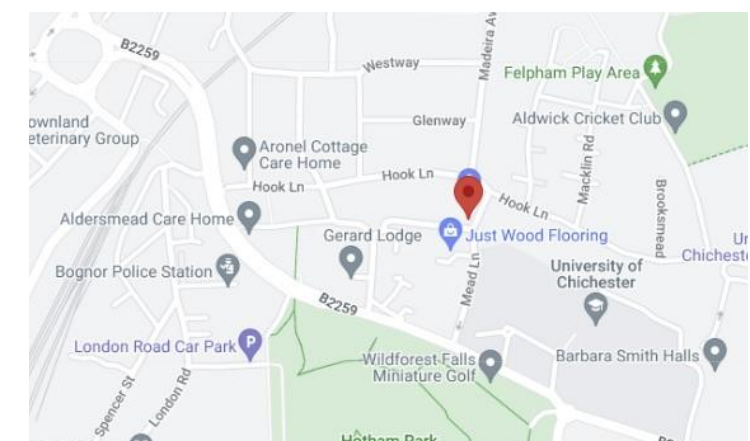 B2259
Westway
Madeira Av
Felpham Play Area
ownland
eterinary Group
Glenway
Aldwick Cricket Club
Aronel Cottage
Care Home
Macklin Rd
Hook Ln
Hook Ln
Hook Ln
Brooksmead
Aldersmead Care Home
Gerard Lodge
Just Wood Flooring
Un
Chicheste
Bognor Police Station
University of
Chichester
Mead Ln
B2259
London Road Car Park
P
Wildforest Falls
Miniature Golf
Barbara Smith Halls
Spencer St
London Rd
Hotham Park